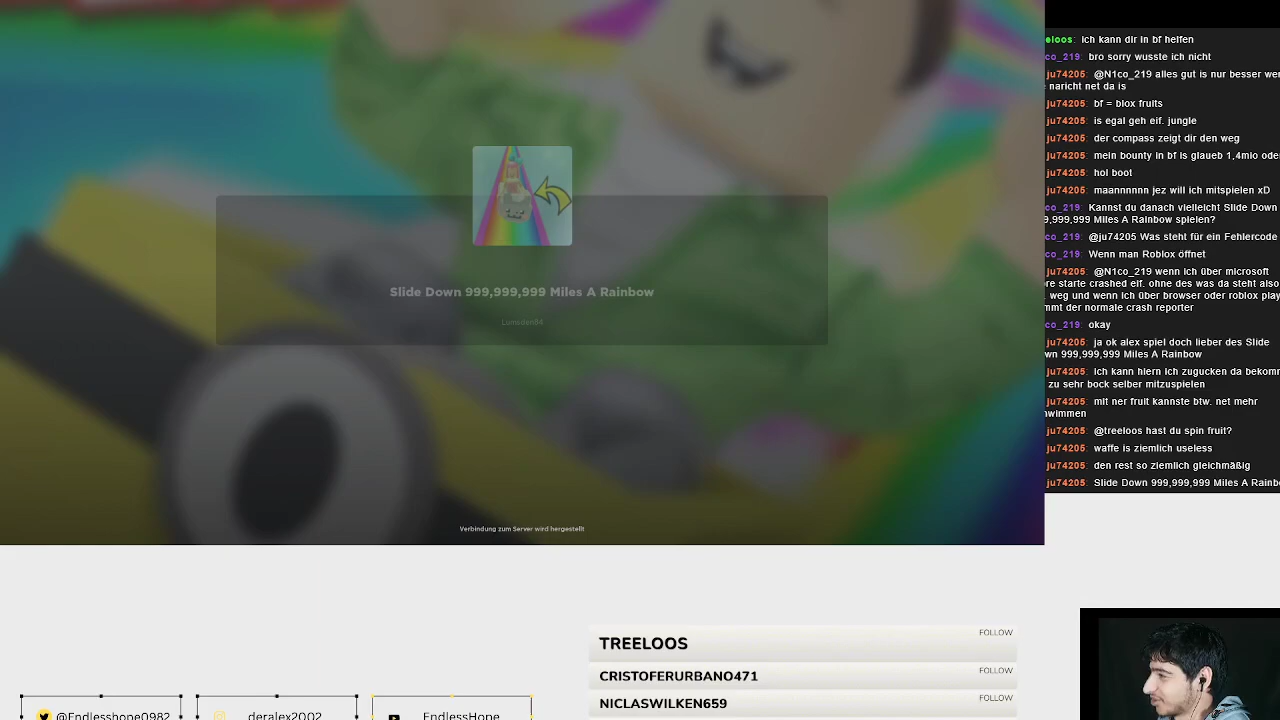 Slide Down 999,999,999 Miles A Rainbow
Lumsden84
Verbindung zum Server wird hergestellt
eloos: Ich kann dir in bf helfen
co_219: bro sorry wusste ich nicht
ju74205: @N1co_219 alles gut is nur besser wen
naricht net da is
ju74205: bf = blox fruits
ju74205: is egal geh eif. jungle
ju74205: der compass zeigt dir den weg
ju74205: mein bounty in bf is glaueb 1,4mio ode
ju74205: hol boot
ju74205: maannnnnn jez will ich mitspielen xD
co_219: Kannst du danach vielleicht Slide Down
9,999 Miles A Rainbow spielen?
co_219: @ju74205 Was steht für ein Fehlercode
co_219: Wenn man Roblox öffnet
ju74205: @N1co_219 wenn ich über microsoft
re starte crashed elf. ohne des was da steht also
weg und wenn ich über browser oder roblox play
mmt der normale crash reporter
co_219: okay
ju74205: ja ok alex spiel doch lieber des Slide
wn 999,999,999 Miles A Rainbow
ju74205: Ich kann hiern Ich zugucken da bekomm
zu sehr bock selber mitzuspielen
ju74205: mit ner fruit kannste btw. net mehr
wimmen
ju74205: @treeloos hast du spin fruit?
ju74205: waffe is ziemlich useless
ju74205: den rest so ziemlich gleichmäßig
ju74205: Slide Down 999,999,999 Miles A Rainbo
TREELOOS FOLLOW
CRISTOFERURBANO471 FOLLOW
NICLASWILKEN659 FOLLOW
@Endlesshope0982 deralex2002 EndlessHope